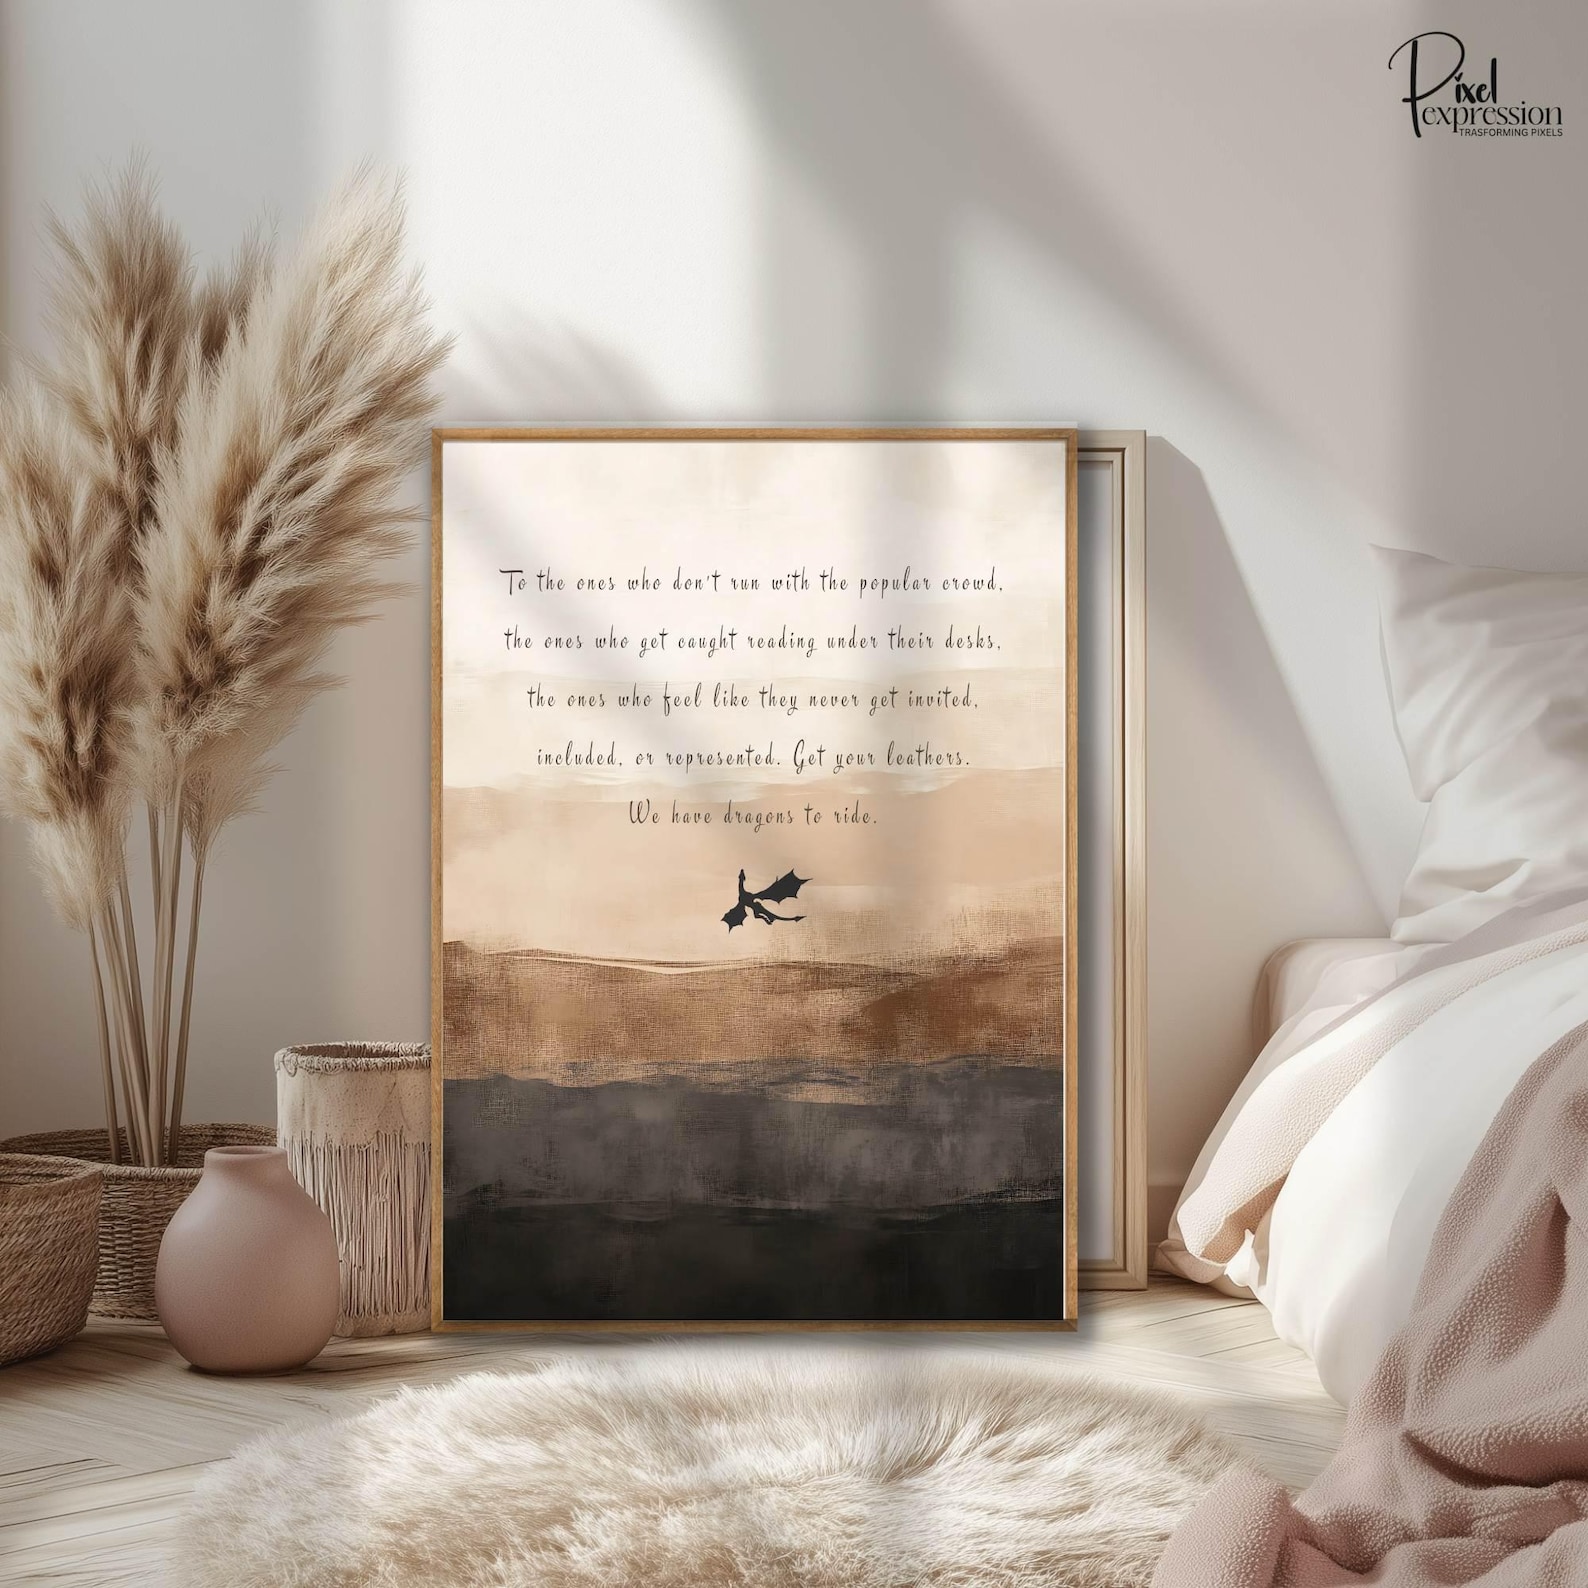 Pixel
expression
TRASFORMING PIXELS
To the ones who don't run with the popular crowd,
the ones who get caught reading under their desks,
the ones who feel like they never get invited,
included, or represented. Get your leathers.
We have dragons to ride.